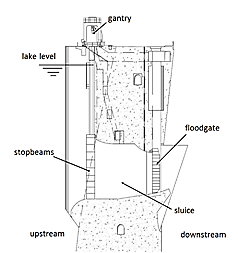 gantry
lake level
floodgate
stopbeams
sluice
upstream
downstream